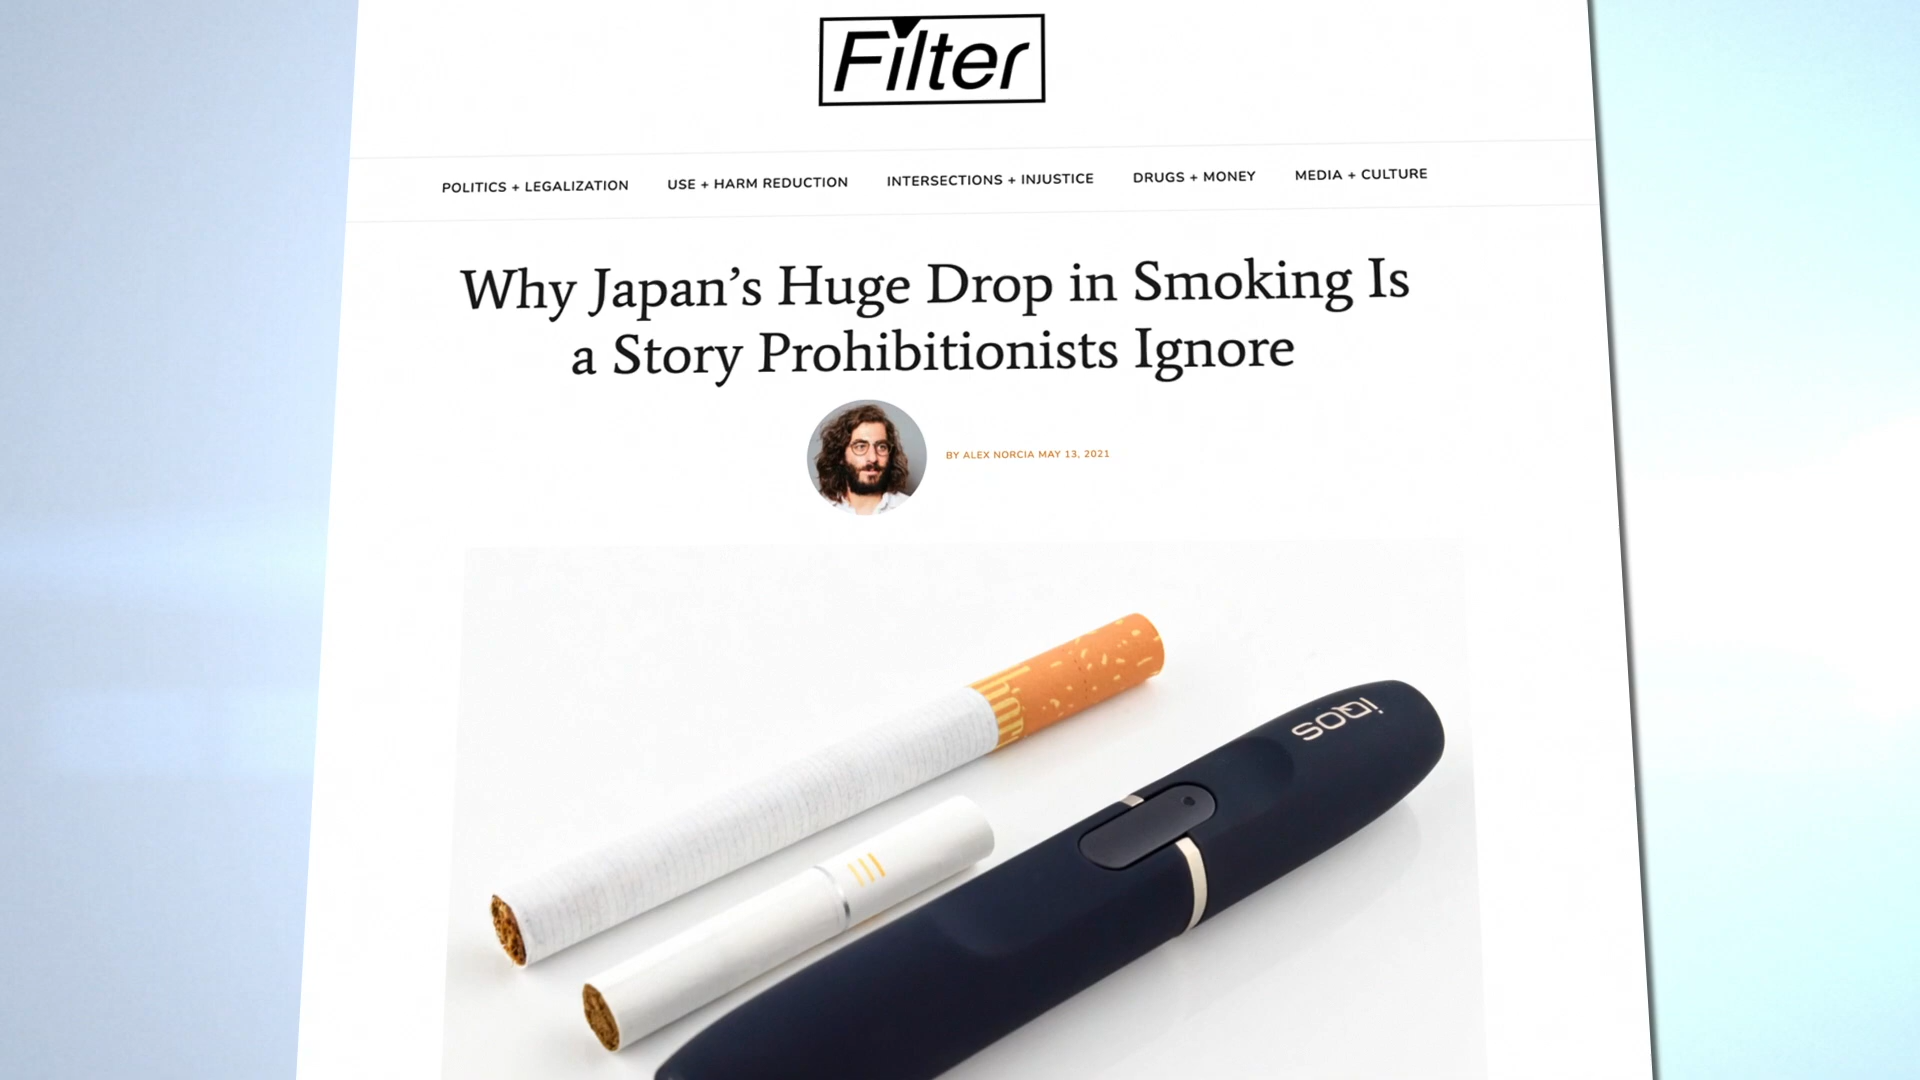 Filter
POLITICS + LEGALIZATION USE + HARM REDUCTION INTERSECTIONS + INJUSTICE DRUGS + MONEY MEDIA + CULTURE
Why Japan’s Huge Drop in Smoking Is
a Story Prohibitionists Ignore
BY ALEX NORCIA MAY 13, 2021
IQOS